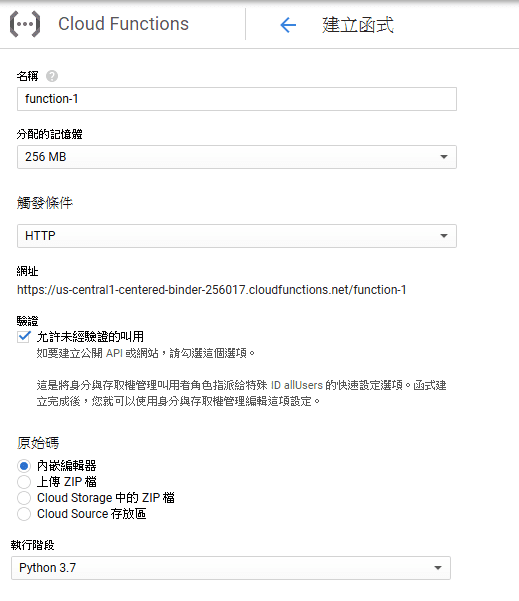 Cloud Functions
建立函式
名稱
function-1
分配的記憶體
256 MB
觸發條件
HTTP
網址
https://us-central1-centered-binder-256017.cloudfunctions.net/function-1
驗證
允許未經驗證的叫用
如要建立公開 API 或網站，請勾選這個選項。
這是將身分與存取權管理叫用者角色指派給特殊 ID allUsers 的快速設定選項。函式建
立完成後，您就可以使用身分與存取權管理編輯這項設定。
原始碼
內嵌編輯器
上傳 ZIP 檔
Cloud Storage 中的 ZIP 檔
Cloud Source 存放區
執行階段
Python 3.7